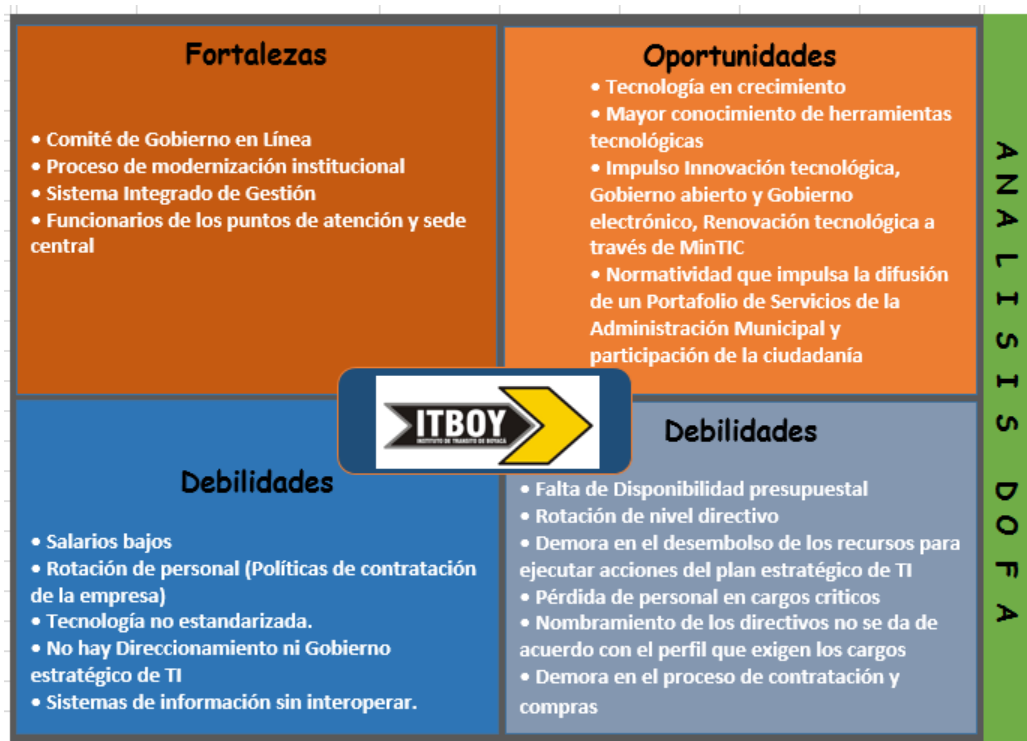 Fortalezas
• Comité de Gobierno en Línea
• Proceso de modernización institucional
• Sistema Integrado de Gestión
• Funcionarios de los puntos de atención y sede
central
Oportunidades
• Tecnología en crecimiento
• Mayor conocimiento de herramientas
tecnológicas
• Impulso Innovación tecnológica,
Gobierno abierto y Gobierno
electrónico, Renovación tecnológica a
través de MinTIC
• Normatividad que impulsa la difusión
de un Portafolio de Servicios de la
Administración Municipal y
participación de la ciudadanía
ITBOY
INSTITUTO DE TRANSITO DE BOYACÁ
Debilidades
• Salarios bajos
• Rotación de personal (Políticas de contratación
de la empresa)
• Tecnología no estandarizada.
• No hay Direccionamiento ni Gobierno
estratégico de TI
• Sistemas de información sin interoperar.
Debilidades
• Falta de Disponibilidad presupuestal
• Rotación de nivel directivo
• Demora en el desembolso de los recursos para
ejecutar acciones del plan estratégico de TI
• Pérdida de personal en cargos criticos
• Nombramiento de los directivos no se da de
acuerdo con el perfil que exigen los cargos
• Demora en el proceso de contratación y
compras
ANALISIS DOFA